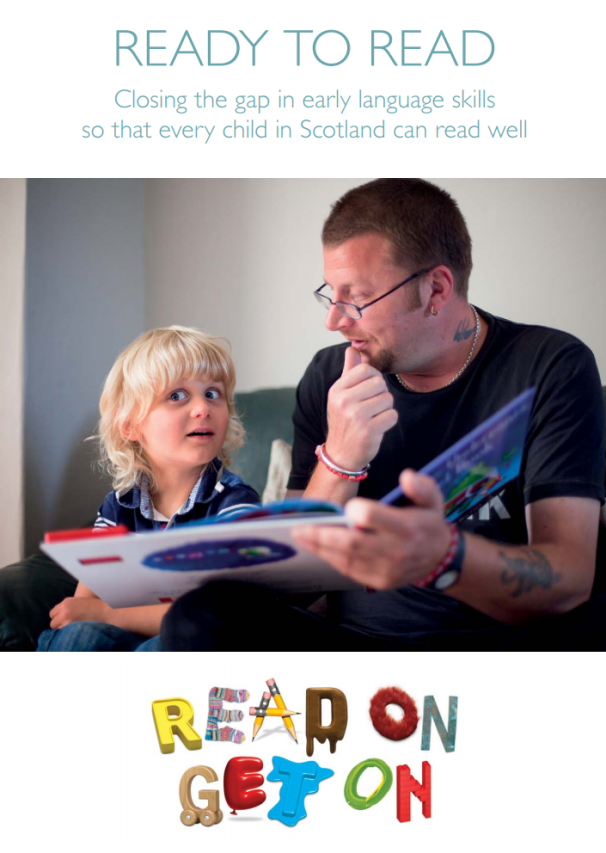 READY TO READ
Closing the gap in early language skills
so that every child in Scotland can read well
READ ON
GET ON